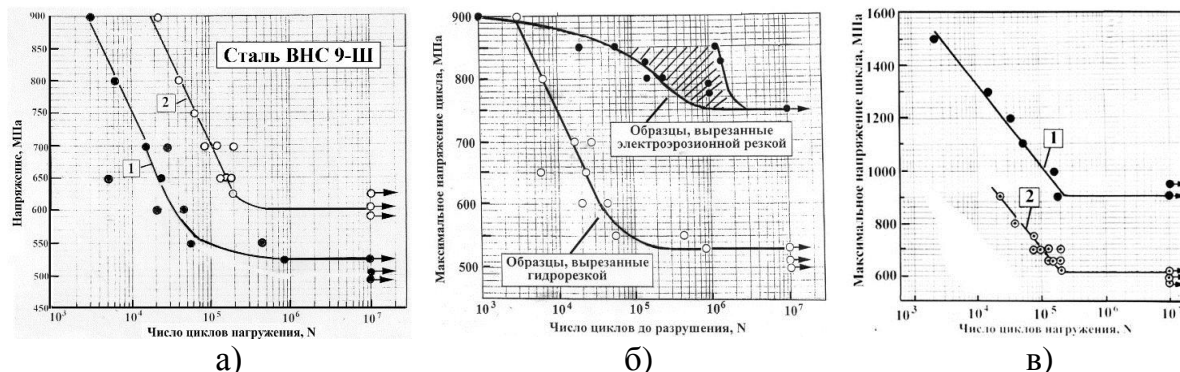 900
850
800
750
700
650
600
550
500
450
Напряжение, МПа
Сталь ВНС 9-Ш
2
1
10³ 10⁴ 10⁵ 10⁶ 10⁷
Число циклов нагружения, N
а)
900
800
700
600
500
Максимальное напряжение цикла, МПа
Образцы, вырезанные
электроэрозионной резкой
Образцы, вырезанные
гидрорезкой
10³ 10⁴ 10⁵ 10⁶ 10⁷
Число циклов до разрушения, N
б)
1600
1400
1200
1000
800
600
Максимальное напряжение цикла, МПа
1
2
10³ 10⁴ 10⁵ 10⁶ 10⁷
Число циклов нагружения, N
в)